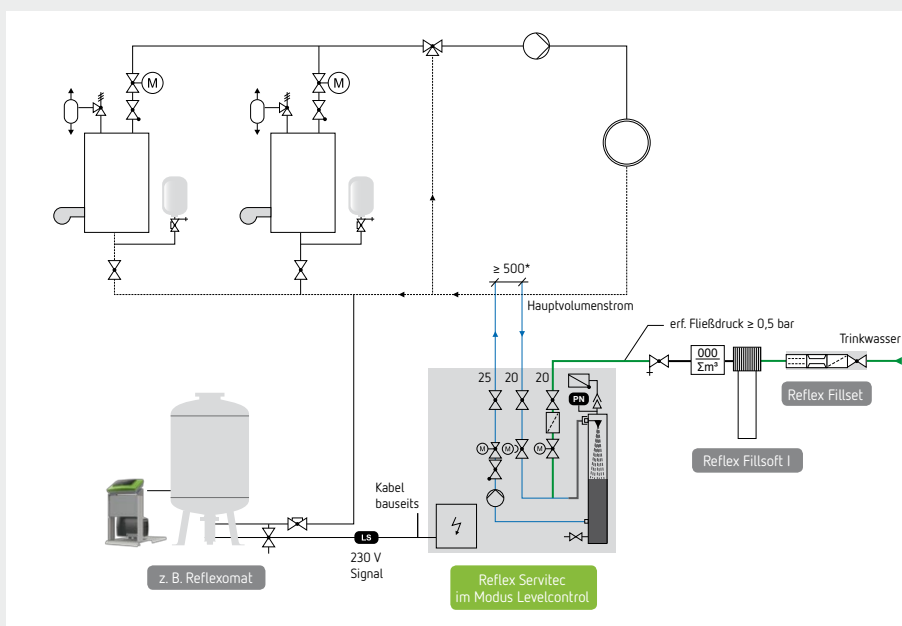 M
M
≥ 500*
Hauptvolumenstrom
erf. Fließdruck ≥ 0,5 bar
Trinkwasser
000
Σm³
Reflex Fillset
Reflex Fillsoft I
25
20
20
PN
M
M
M
Kabel
bauseits
LS
230 V
Signal
z. B. Reflexomat
Reflex Servitec
im Modus Levelcontrol